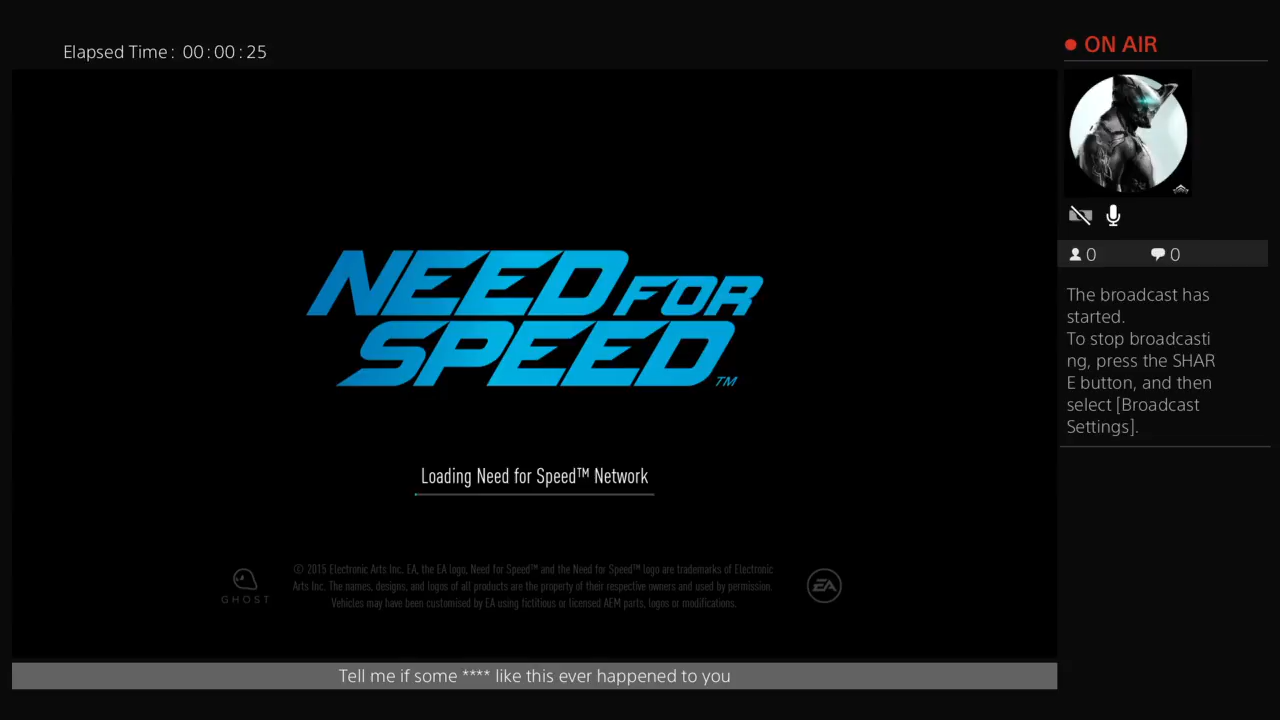 Elapsed Time: 00:00:25
ON AIR
0 0
The broadcast has
started.
To stop broadcasti
ng, press the SHAR
E button, and then
select [Broadcast
Settings].
NEED FOR
SPEED™
Loading Need for Speed™ Network
© 2015 Electronic Arts Inc. EA, the EA logo, Need for Speed™ and the Need for Speed™ logo are trademarks of Electronic
Arts Inc. The names, designs, and logos of all products are the property of their respective owners and used by permission.
Vehicles may have been customised by EA using fictitious or licensed AEM parts, logos or modifications.
GHOST
EA
Tell me if some **** like this ever happened to you